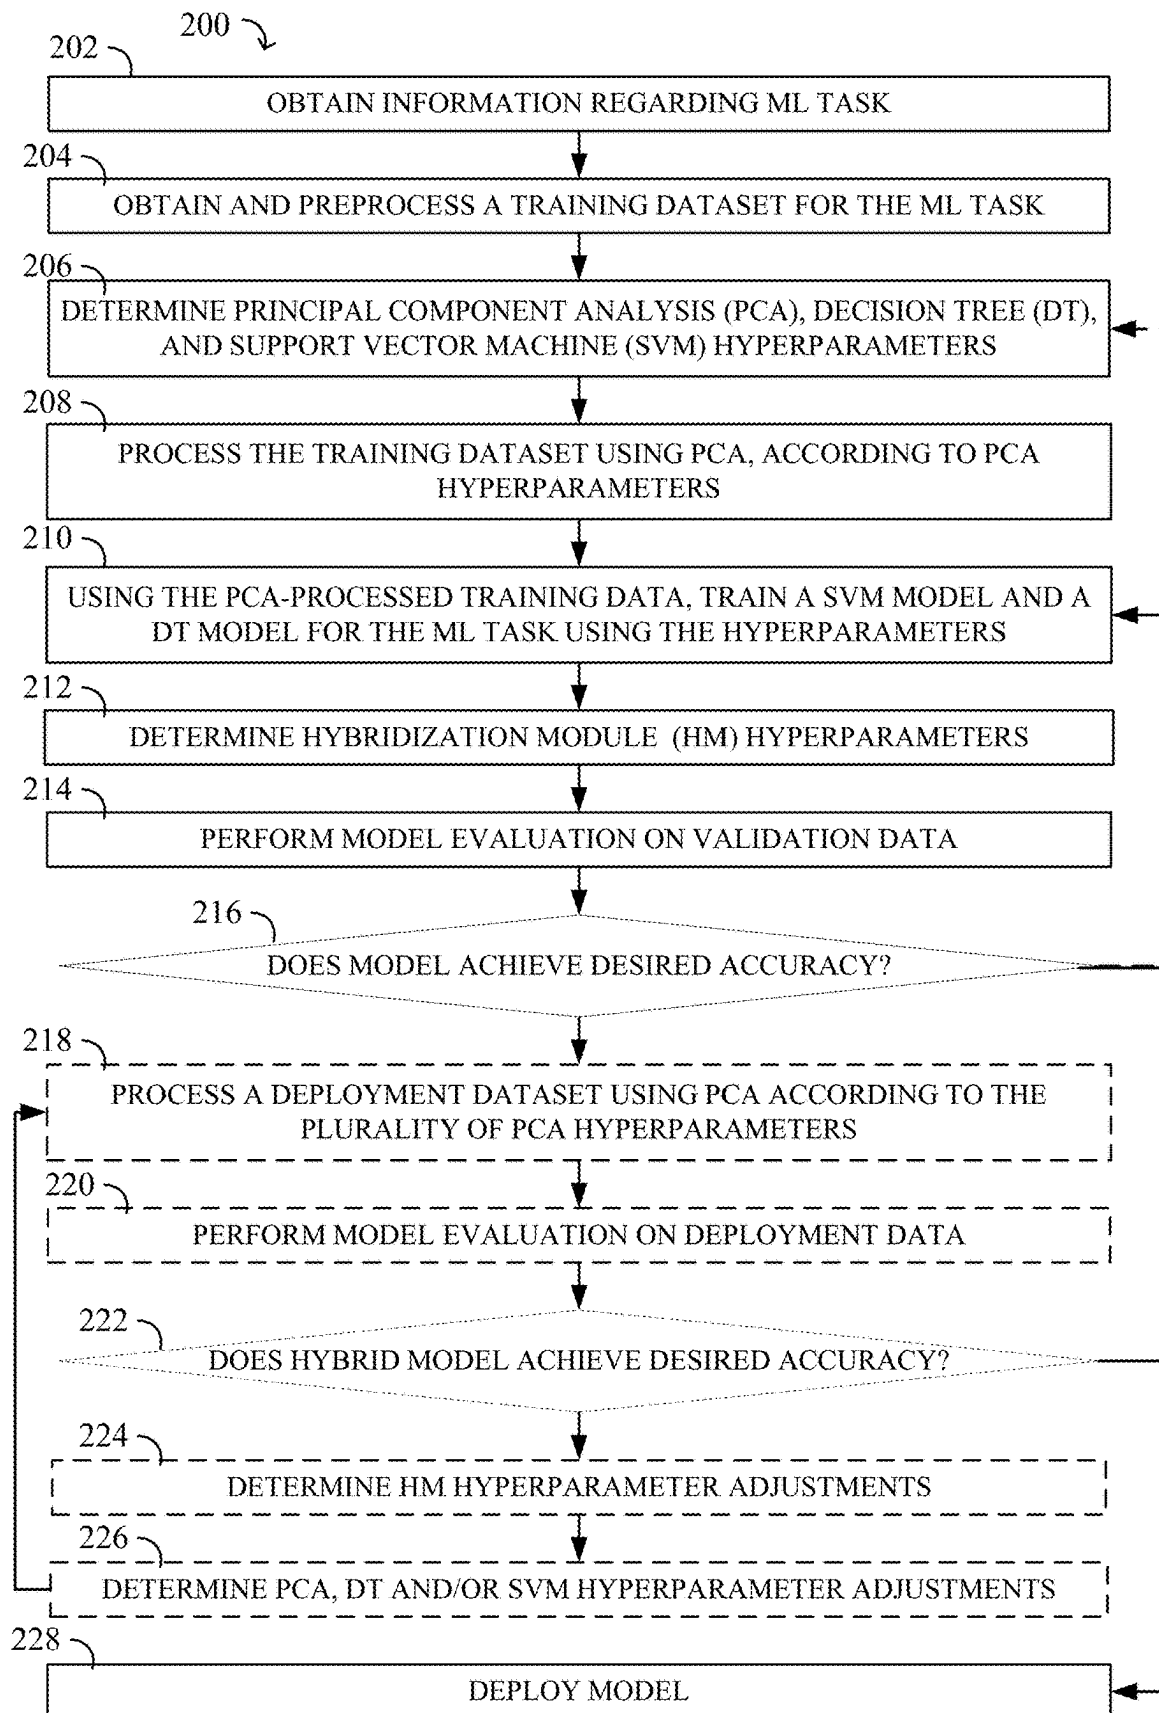 200
202
OBTAIN INFORMATION REGARDING ML TASK
204
OBTAIN AND PREPROCESS A TRAINING DATASET FOR THE ML TASK
206
DETERMINE PRINCIPAL COMPONENT ANALYSIS (PCA), DECISION TREE (DT),
AND SUPPORT VECTOR MACHINE (SVM) HYPERPARAMETERS
208
PROCESS THE TRAINING DATASET USING PCA, ACCORDING TO PCA
HYPERPARAMETERS
210
USING THE PCA-PROCESSED TRAINING DATA, TRAIN A SVM MODEL AND A
DT MODEL FOR THE ML TASK USING THE HYPERPARAMETERS
212
DETERMINE HYBRIDIZATION MODULE (HM) HYPERPARAMETERS
214
PERFORM MODEL EVALUATION ON VALIDATION DATA
216
DOES MODEL ACHIEVE DESIRED ACCURACY?
218
PROCESS A DEPLOYMENT DATASET USING PCA ACCORDING TO THE
PLURALITY OF PCA HYPERPARAMETERS
220
PERFORM MODEL EVALUATION ON DEPLOYMENT DATA
222
DOES HYBRID MODEL ACHIEVE DESIRED ACCURACY?
224
DETERMINE HM HYPERPARAMETER ADJUSTMENTS
226
DETERMINE PCA, DT AND/OR SVM HYPERPARAMETER ADJUSTMENTS
228
DEPLOY MODEL